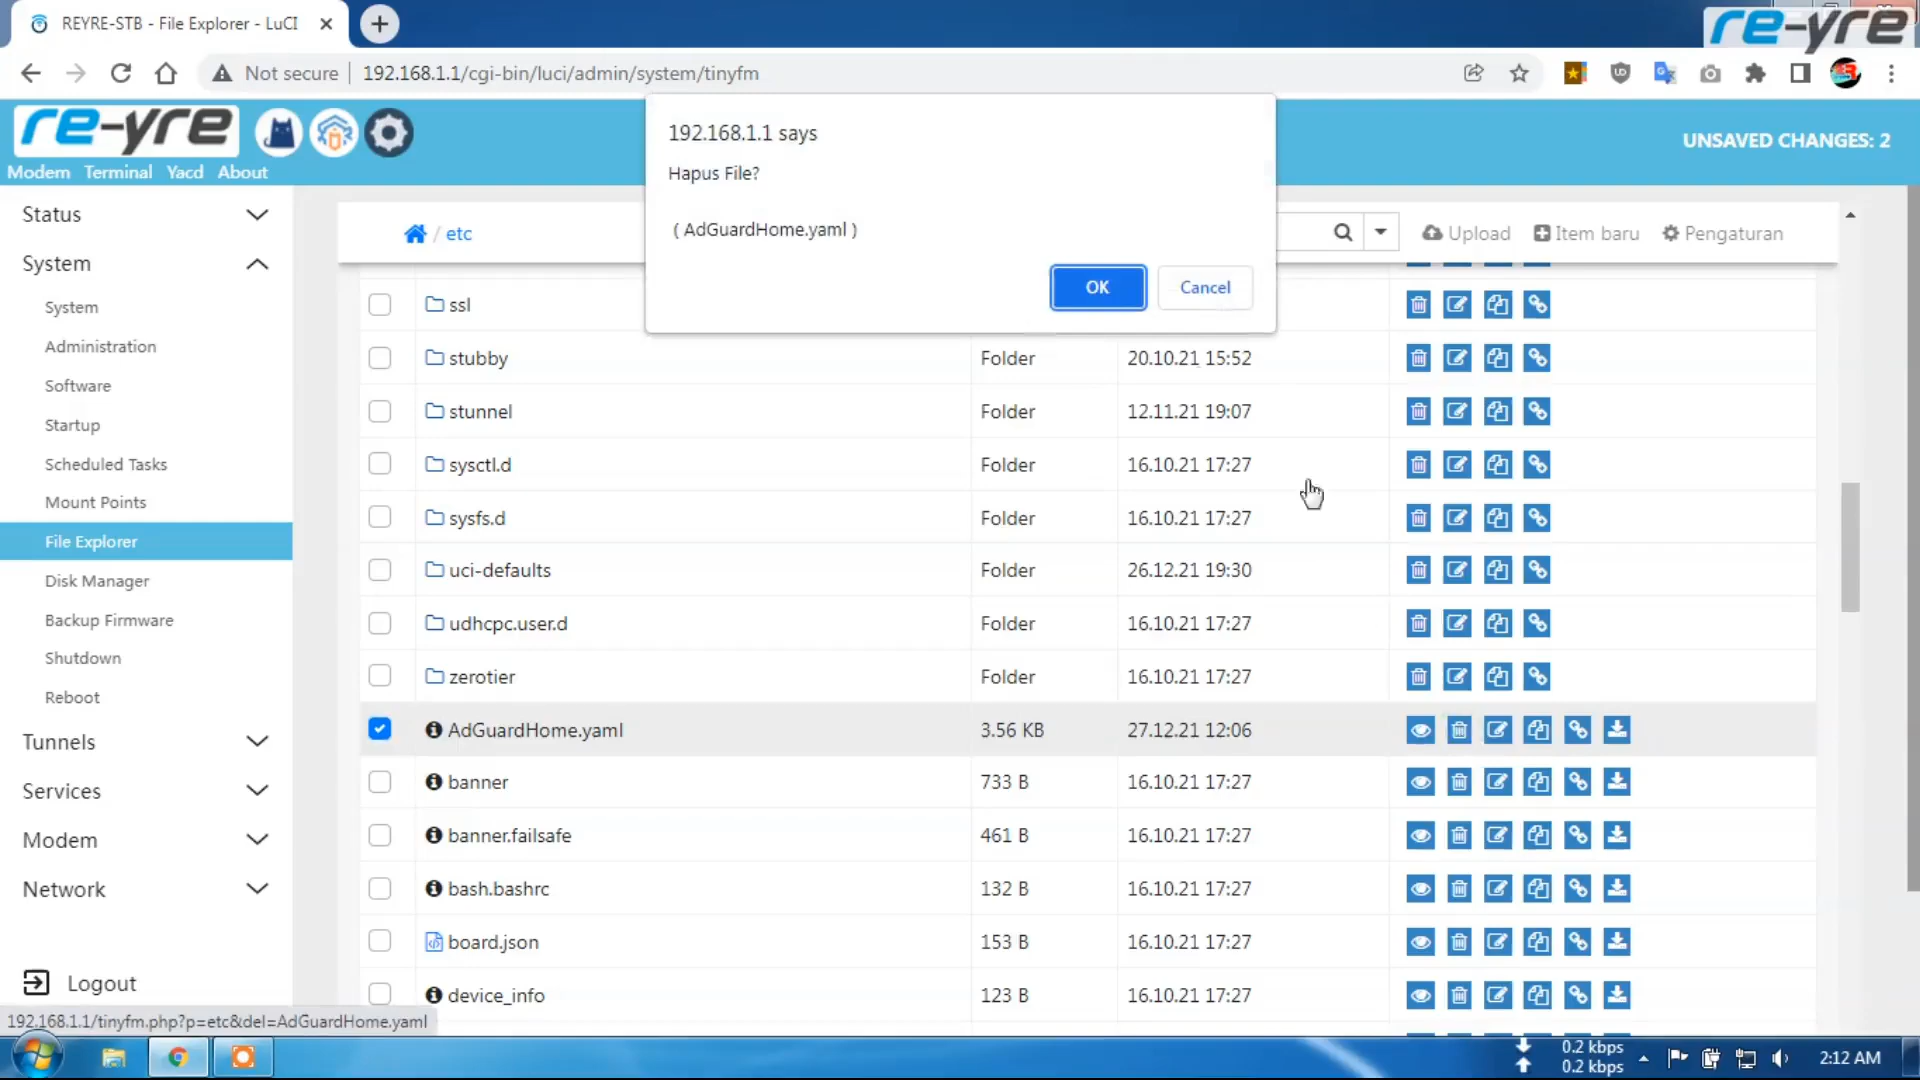 REYRE-STB - File Explorer - LuCI
re-yre
Not secure
192.168.1.1/cgi-bin/luci/admin/system/tinyfm
re-yre
Modem Terminal Yacd About
UNSAVED CHANGES: 2
192.168.1.1 says
Hapus File?
( AdGuardHome.yaml )
OK
Cancel
Status
System
System
Administration
Software
Startup
Scheduled Tasks
Mount Points
File Explorer
Disk Manager
Backup Firmware
Shutdown
Reboot
Tunnels
Services
Modem
Network
Logout
/ etc
Upload
Item baru
Pengaturan
ssl
stubby Folder 20.10.21 15:52
stunnel Folder 12.11.21 19:07
sysctl.d Folder 16.10.21 17:27
sysfs.d Folder 16.10.21 17:27
uci-defaults Folder 26.12.21 19:30
udhcpc.user.d Folder 16.10.21 17:27
zerotier Folder 16.10.21 17:27
AdGuardHome.yaml 3.56 KB 27.12.21 12:06
banner 733 B 16.10.21 17:27
banner.failsafe 461 B 16.10.21 17:27
bash.bashrc 132 B 16.10.21 17:27
board.json 153 B 16.10.21 17:27
device_info 123 B 16.10.21 17:27
192.168.1.1/tinyfm.php?p=etc&del=AdGuardHome.yaml
0.2 kbps
0.2 kbps
2:12 AM